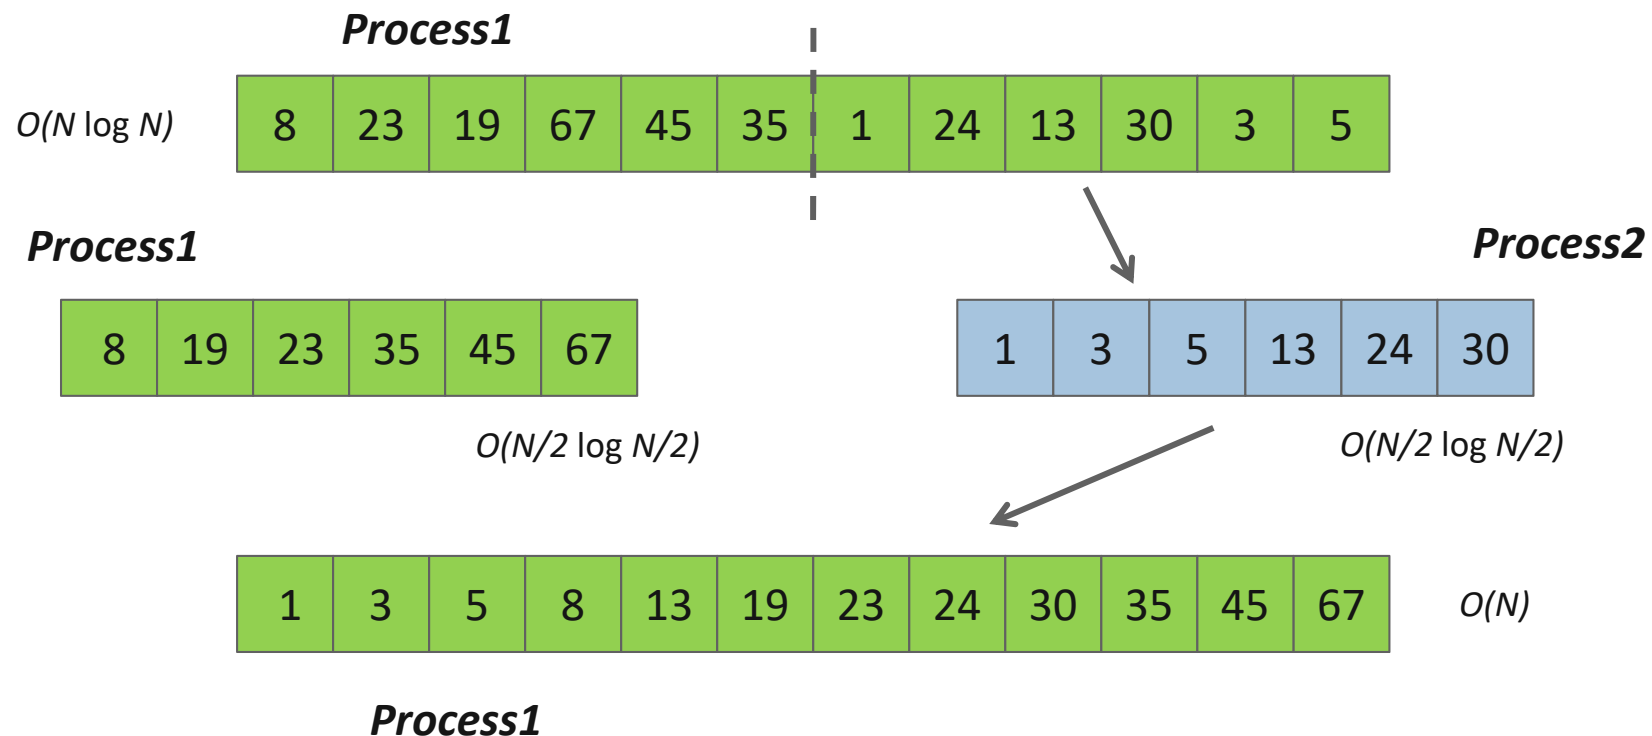 Process1
O(N log N) 8 23 19 67 45 35 1 24 13 30 3 5
Process1 Process2
8 19 23 35 45 67 1 3 5 13 24 30
O(N/2 log N/2) O(N/2 log N/2)
1 3 5 8 13 19 23 24 30 35 45 67 O(N)
Process1